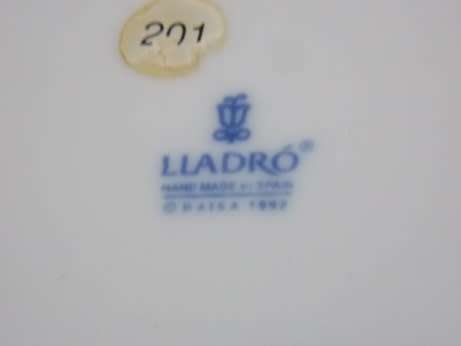 201
LLADRÓ®
HAND MADE IN SPAIN
© DAISA 1992